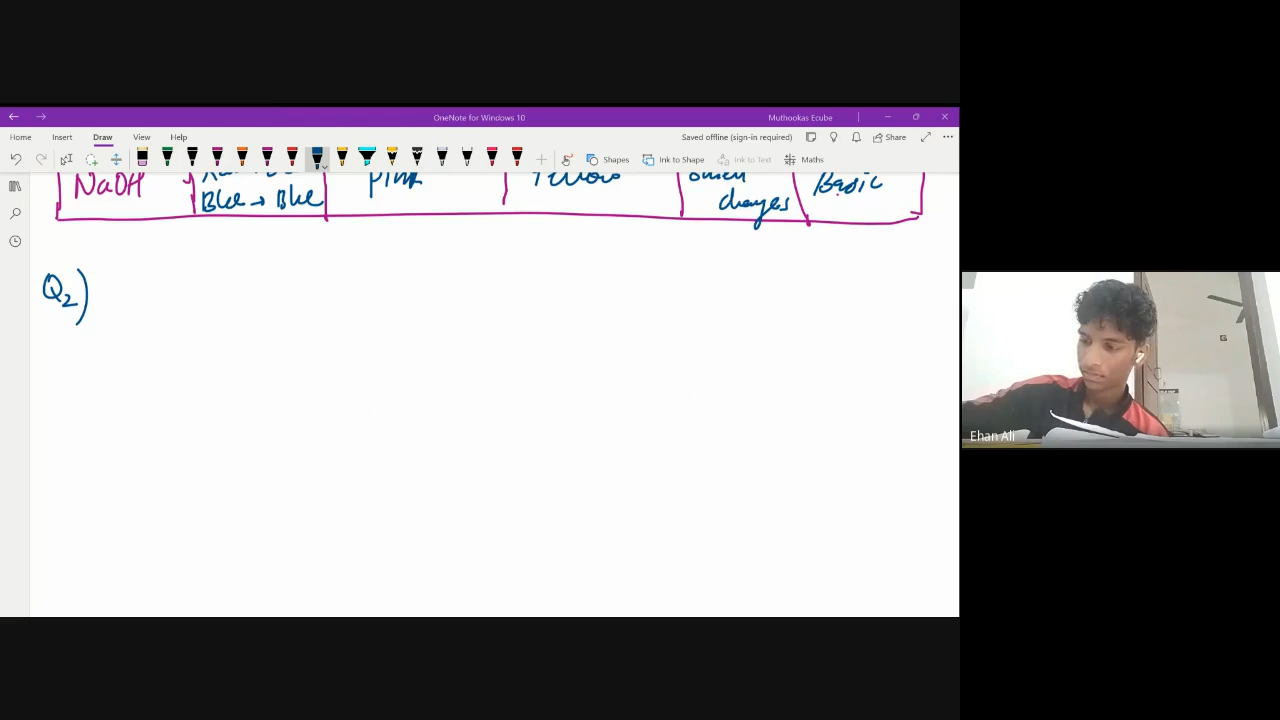 OneNote for Windows 10
Muthookas Ecube
Home Insert Draw View Help
Saved offline (sign-in required)
Share
Shapes
Ink to Shape
Ink to Text
Maths
NaOH
Blue → Blue
Pink
Yellow
changes
Basic
Q2)
Ehan Ali